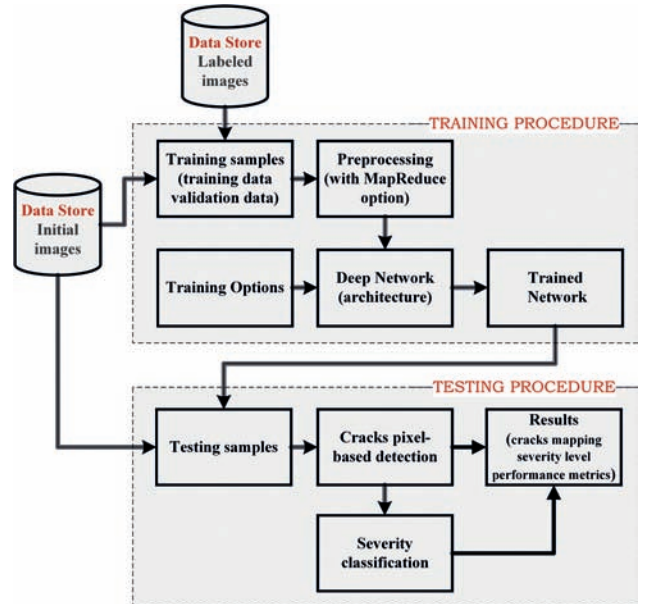 Data Store
Labeled
images
TRAINING PROCEDURE
Training samples
(training data
validation data)
Preprocessing
(with MapReduce
option)
Data Store
Initial
images
Training Options
Deep Network
(architecture)
Trained
Network
TESTING PROCEDURE
Testing samples
Cracks pixel-
based detection
Results
(cracks mapping
severity level
performance metrics)
Severity
classification